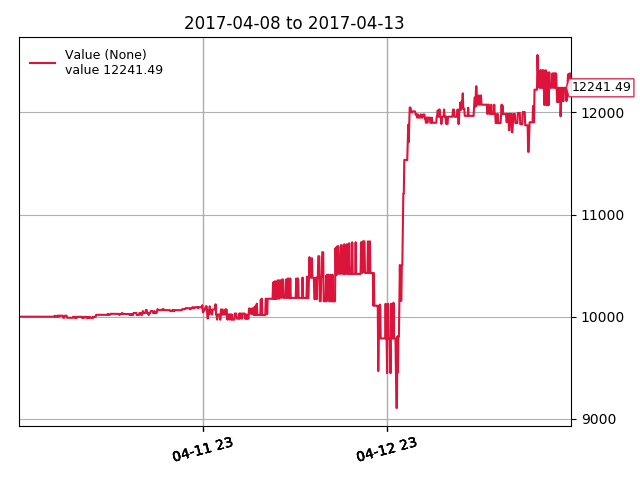 2017-04-08 to 2017-04-13
Value (None)
value 12241.49
12241.49
12000
11000
10000
9000
04-11 23
04-12 23